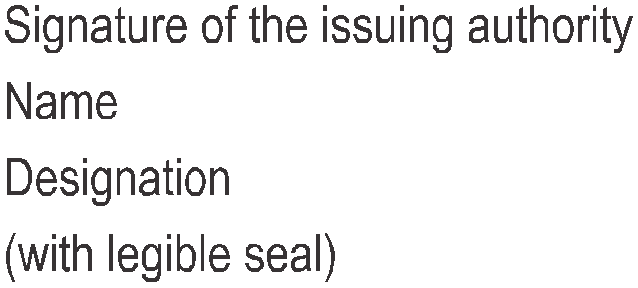 Signature of the issuing authority
Name
Designation
(with legible seal)